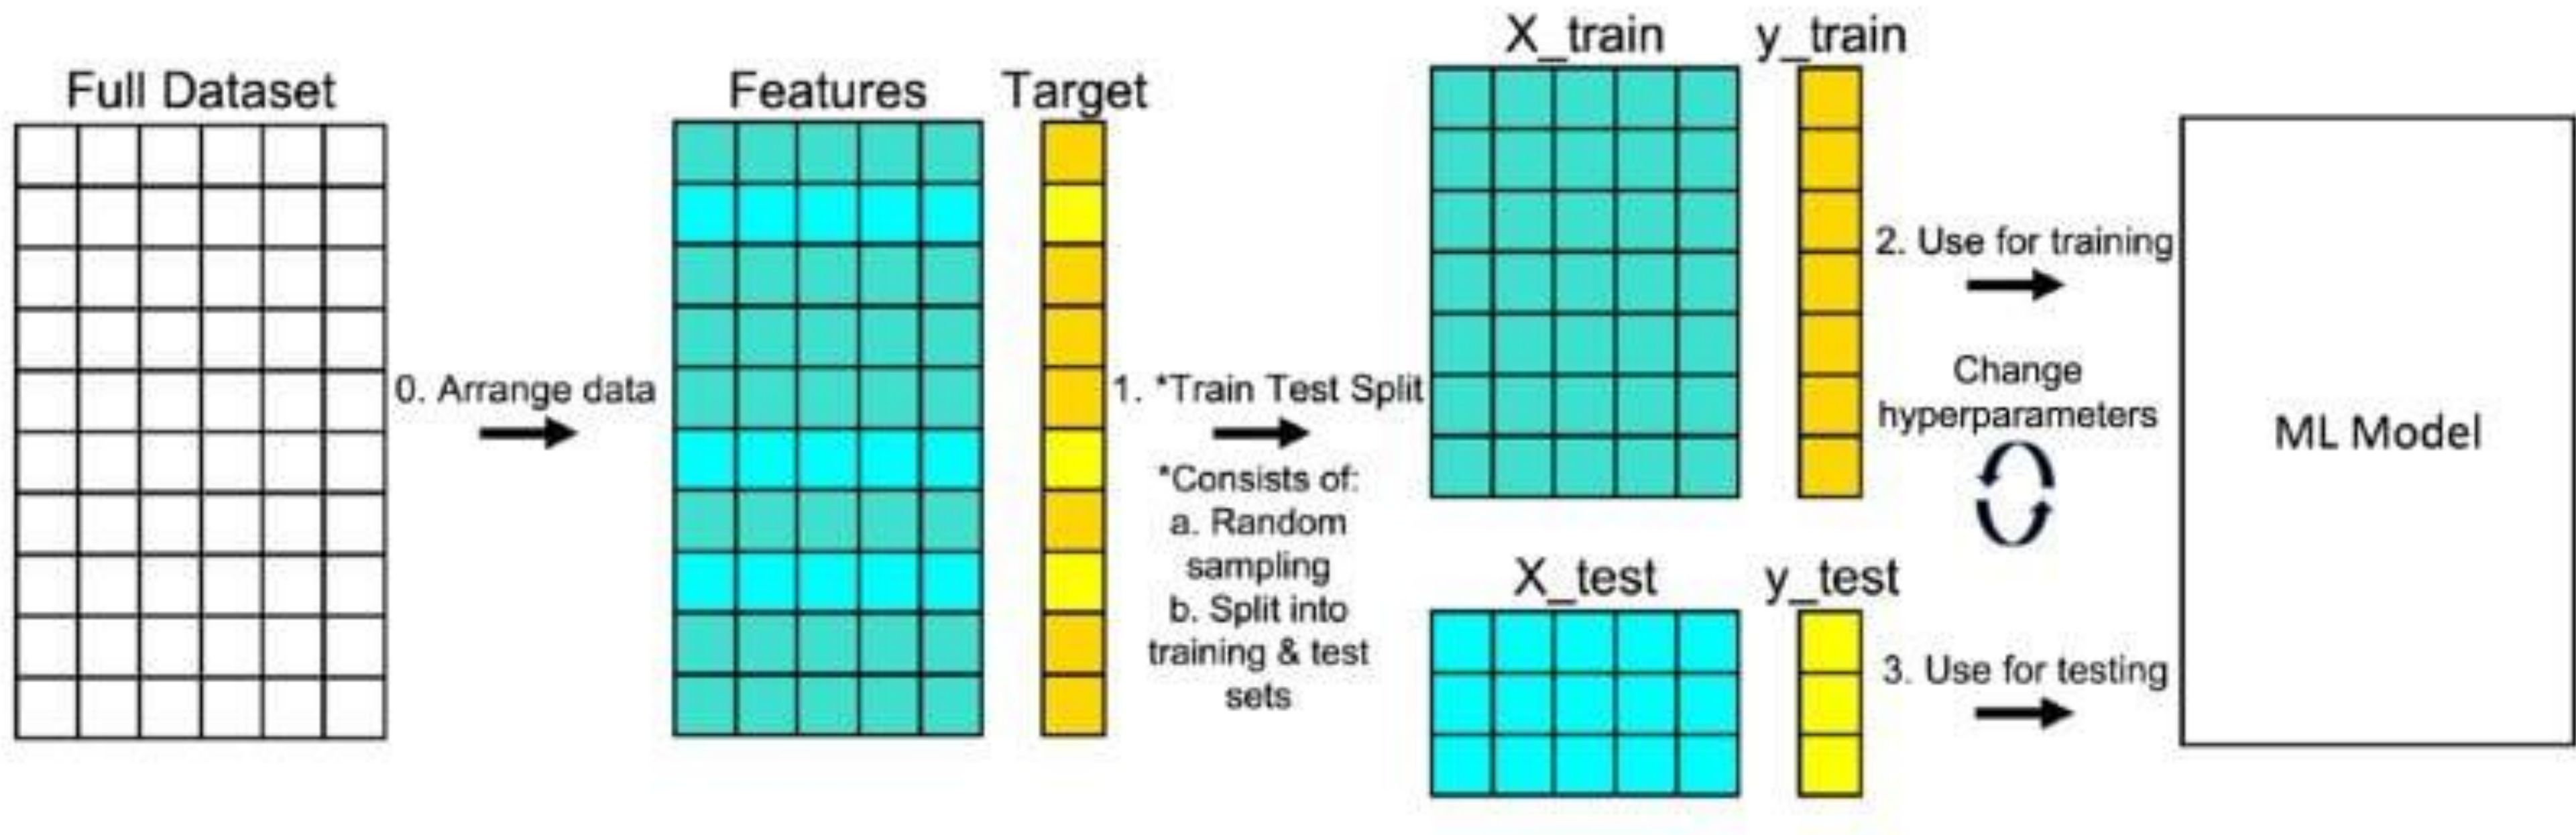 Full Dataset
0. Arrange data
Features
Target
1. *Train Test Split
*Consists of:
a. Random
sampling
b. Split into
training & test
sets
X_train
y_train
2. Use for training
Change
hyperparameters
X_test
y_test
3. Use for testing
ML Model